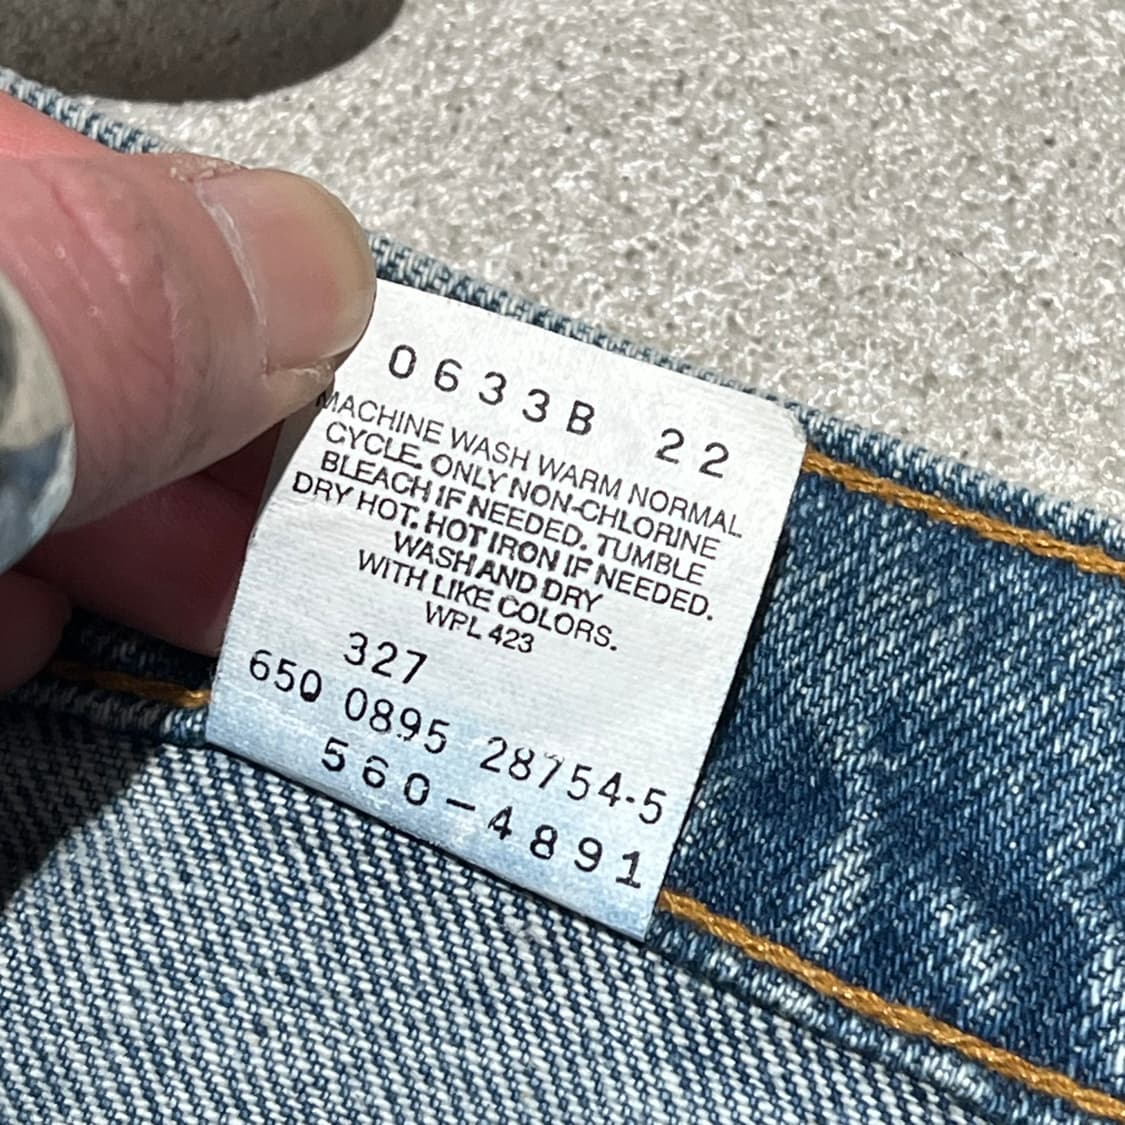 0633B 22
MACHINE WASH WARM NORMAL
CYCLE. ONLY NON-CHLORINE
BLEACH IF NEEDED. TUMBLE
DRY HOT. HOT IRON IF NEEDED.
WASH AND DRY
WITH LIKE COLORS.
WPL 423
327
650 0895 28754-5
560-4891